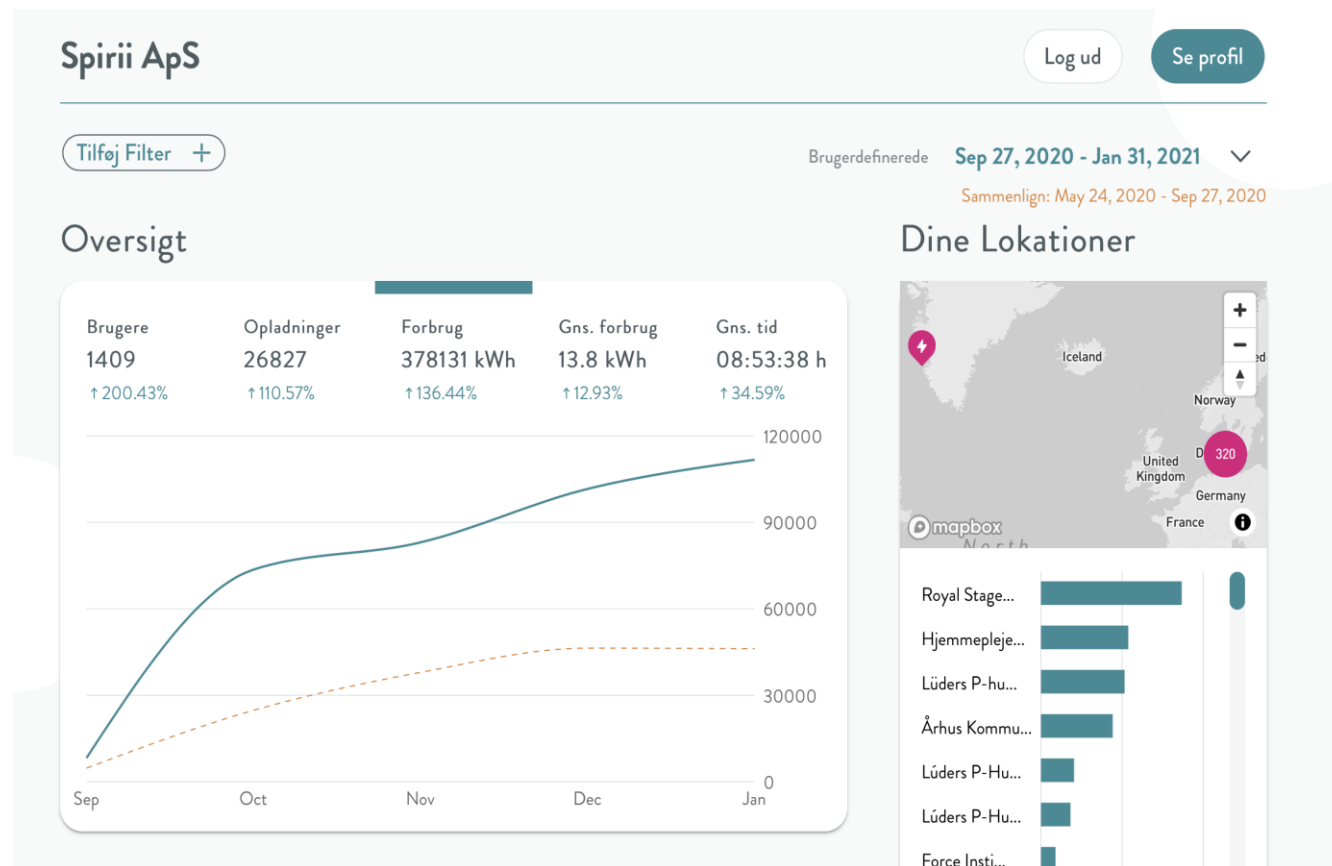 Spirii ApS
Log ud
Se profil
Tilføj Filter +
Brugerdefinerede Sep 27, 2020 - Jan 31, 2021
Sammenlign: May 24, 2020 - Sep 27, 2020
Oversigt
Brugere
1409
↑200.43%
Opladninger
26827
↑110.57%
Forbrug
378131 kWh
↑136.44%
Gns. forbrug
13.8 kWh
↑12.93%
Gns. tid
08:53:38 h
↑34.59%
120000
90000
60000
30000
0
Sep Oct Nov Dec Jan
Dine Lokationer
Iceland
Norway
United
Kingdom
D
320
Germany
France
ed
mapbox
North
Royal Stage...
Hjemmepleje...
Lüders P-hu...
Århus Kommu...
Lúders P-Hu...
Lúders P-Hu...
Force Insti...